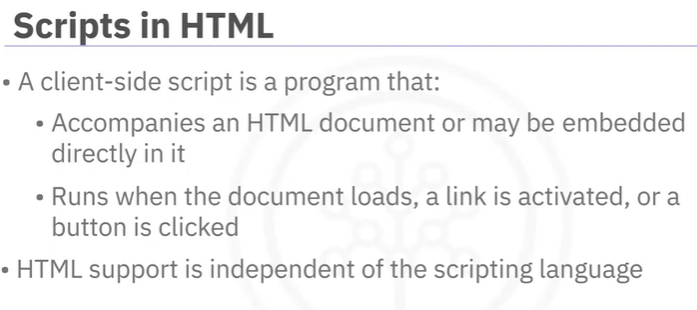 Scripts in HTML
• A client-side script is a program that:
• Accompanies an HTML document or may be embedded
directly in it
• Runs when the document loads, a link is activated, or a
button is clicked
• HTML support is independent of the scripting language